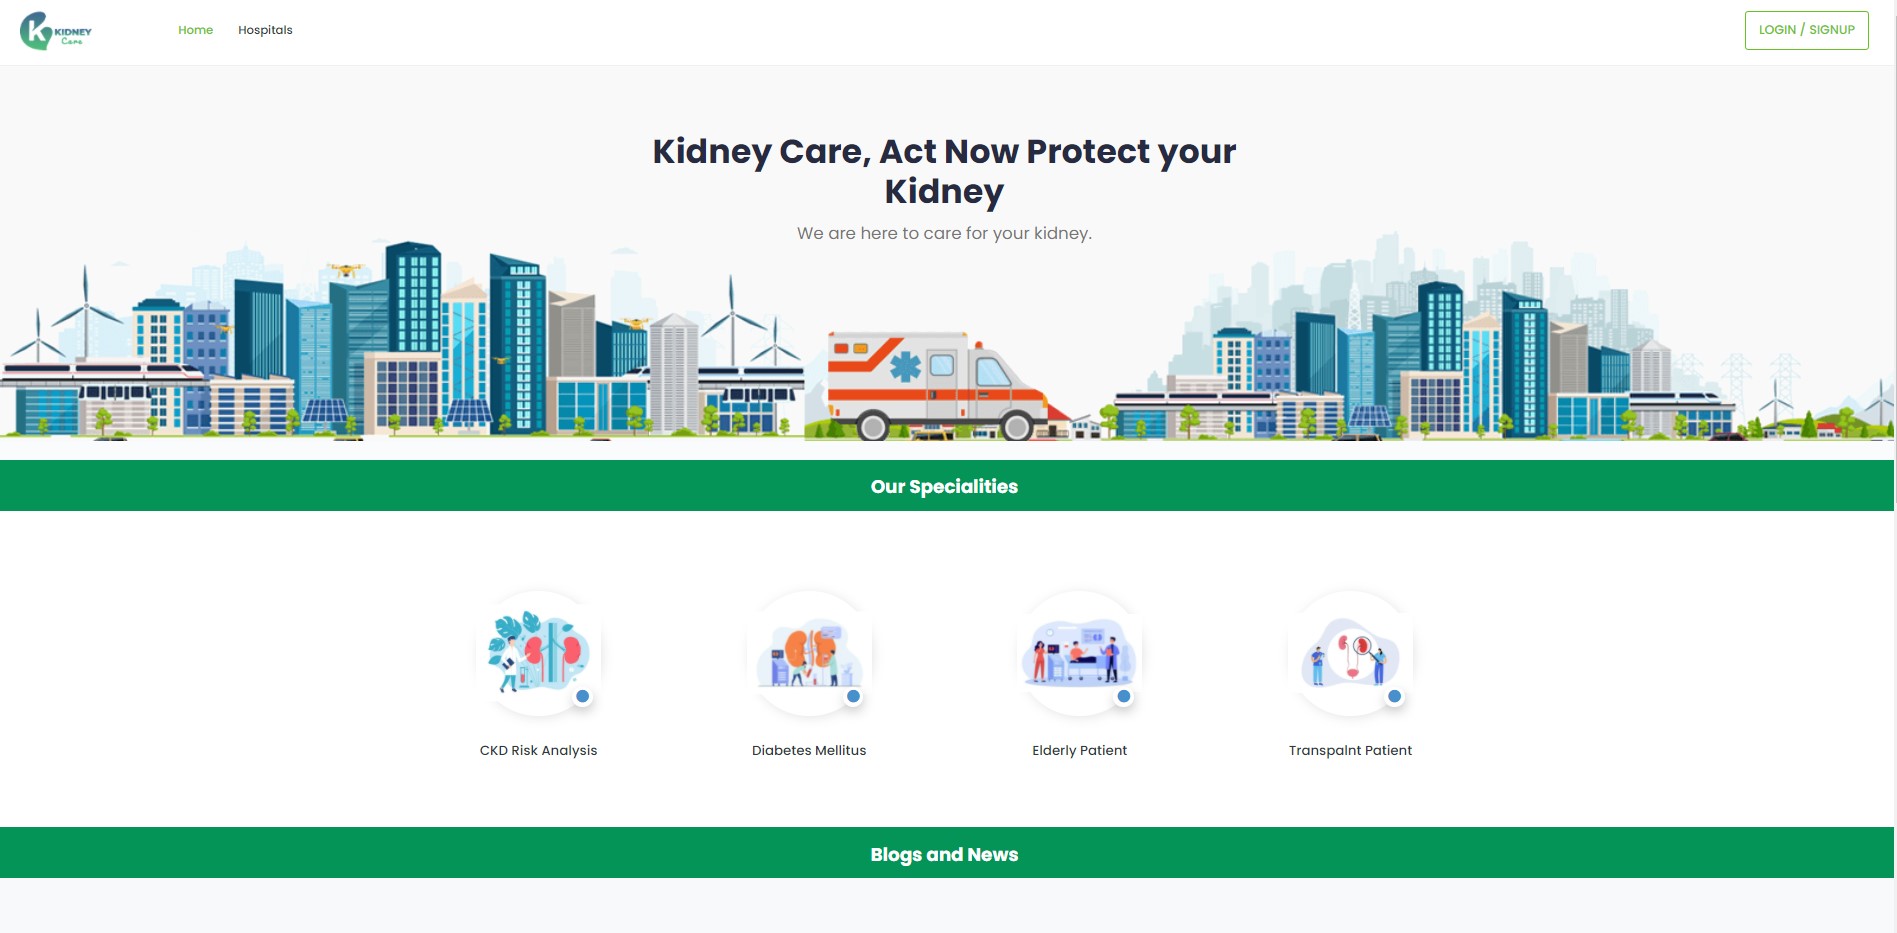 KIDNEY
Care
Home
Hospitals
LOGIN / SIGNUP
Kidney Care, Act Now Protect your
Kidney
We are here to care for your kidney.
Our Specialities
CKD Risk Analysis
Diabetes Mellitus
Elderly Patient
Transpalnt Patient
Blogs and News